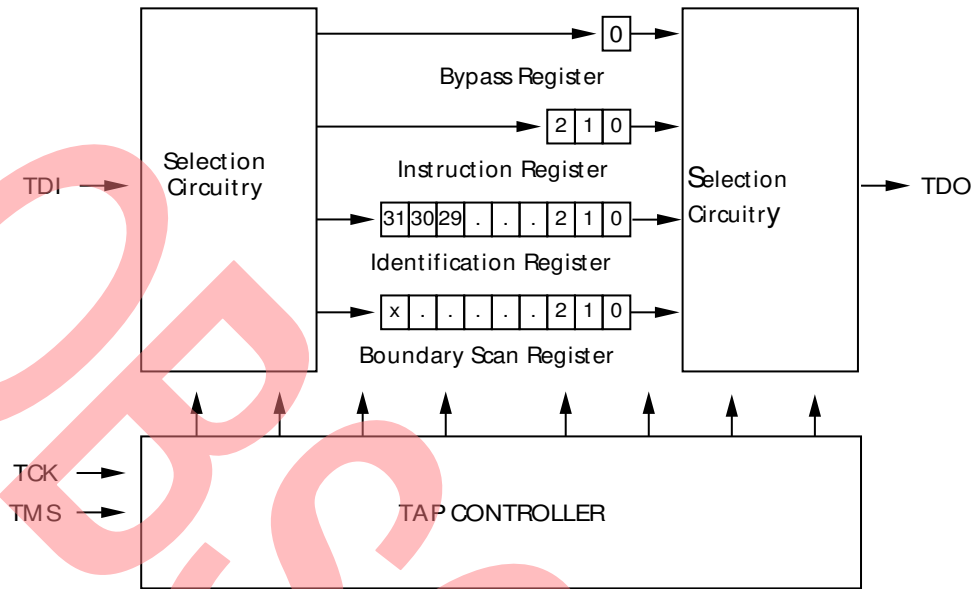 0
Bypass Register
2 1 0
Instruction Register
Selection
Circuitry
TDI
Selection
Circuitry
TDO
31 30 29 . . . 2 1 0
Identification Register
x . . . . . 2 1 0
Boundary Scan Register
TCK
TMS
TAP CONTROLLER